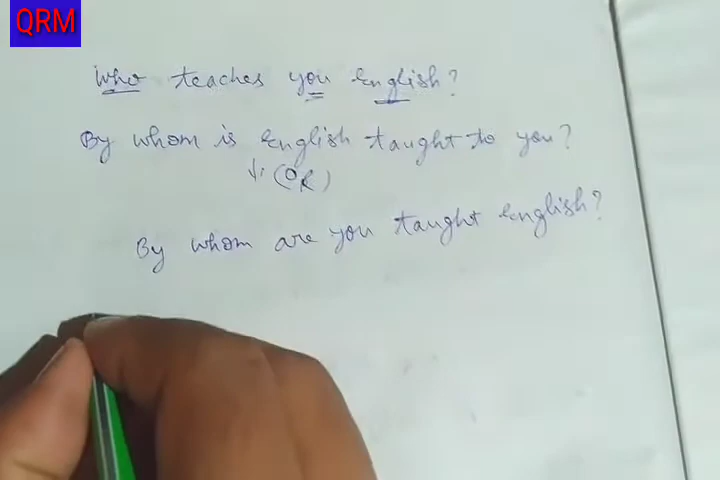 QRM
Who teaches you English?
By whom is English taught to you?
(OR)
By whom are you taught English?